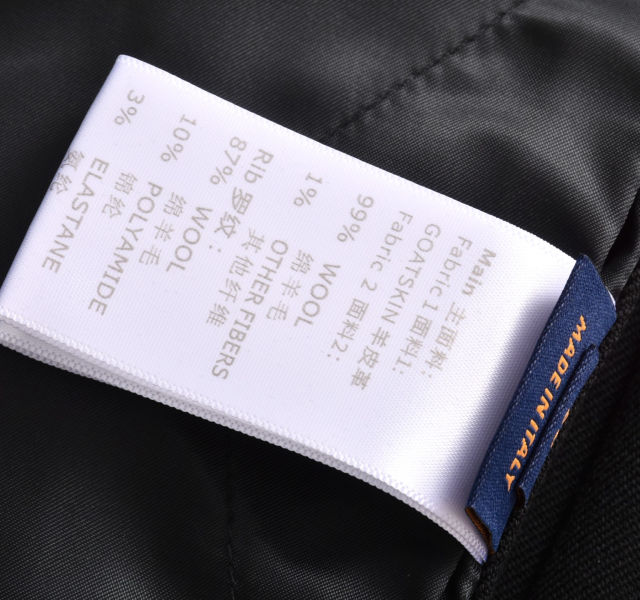 Main 主面料:
Fabric 1 面料1:
GOATSKIN 羊皮革
Fabric 2 面料2:
99% WOOL
绵羊毛
1% OTHER FIBERS
其他纤维
Rib 罗纹:
87% WOOL
绵羊毛
10% POLYAMIDE
锦纶
3% ELASTANE
氨纶
MADE IN ITALY